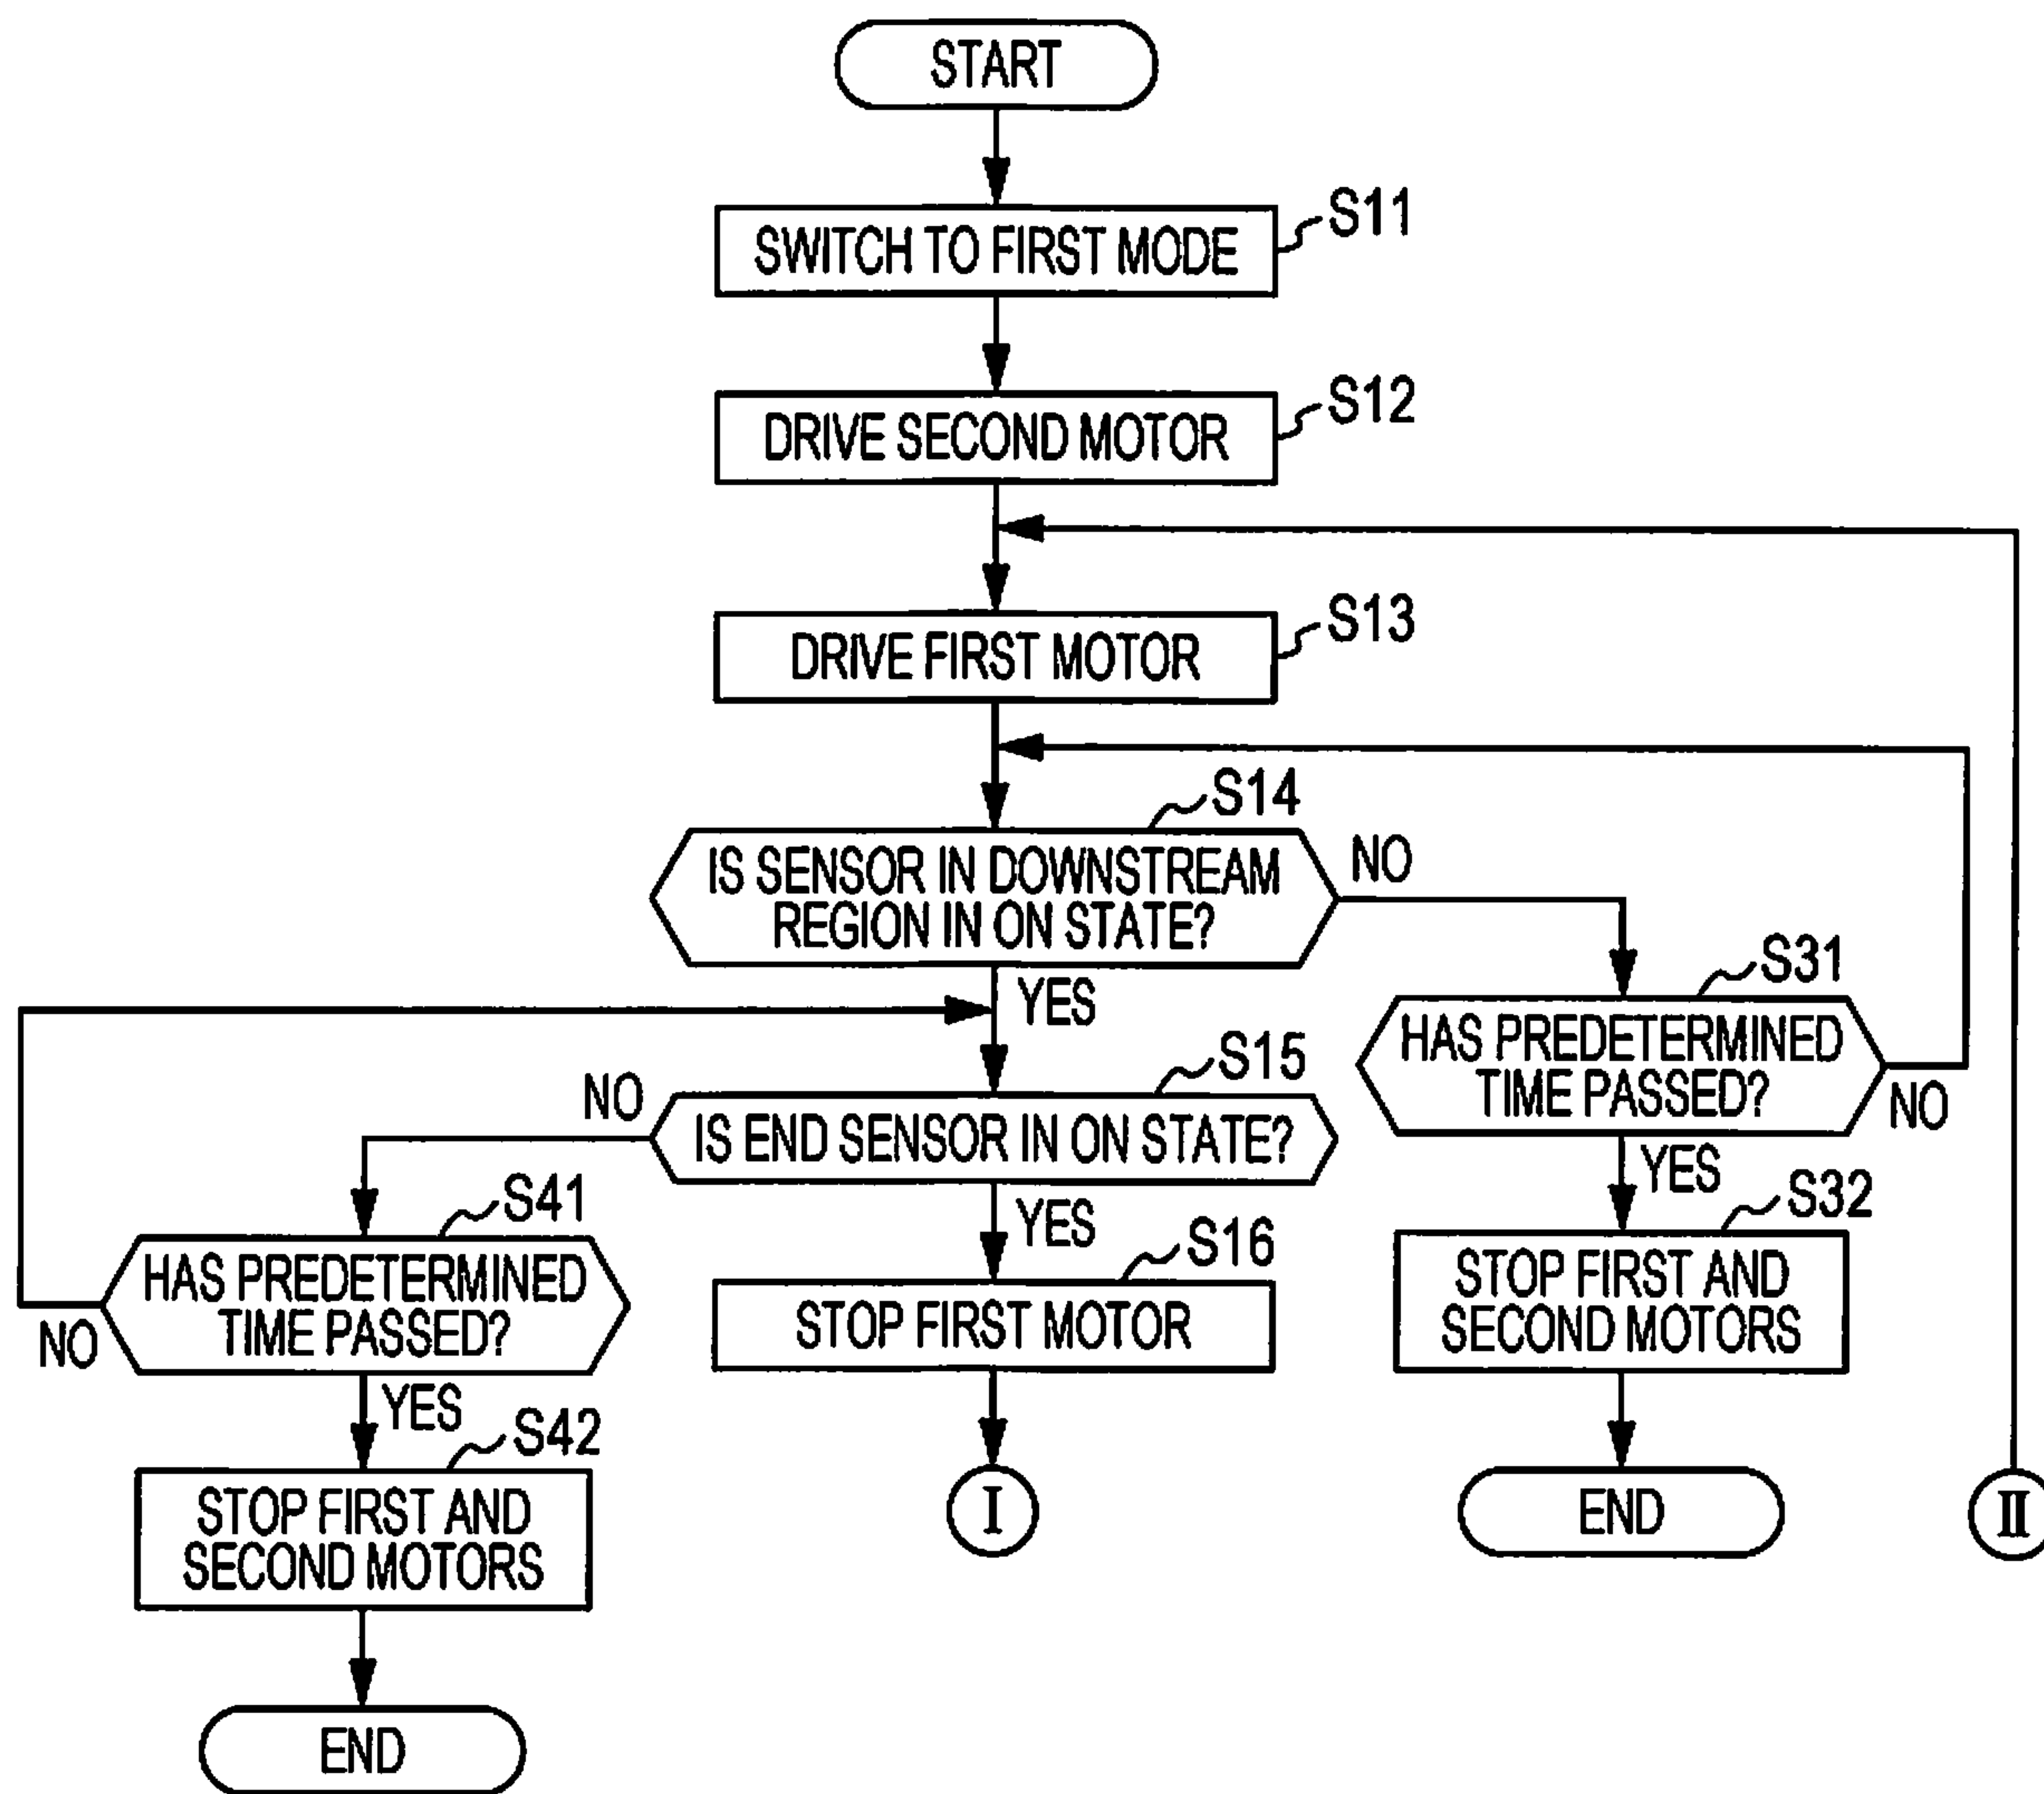 START
S11
SWITCH TO FIRST MODE
S12
DRIVE SECOND MOTOR
S13
DRIVE FIRST MOTOR
S14
IS SENSOR IN DOWNSTREAM
REGION IN ON STATE?
NO
YES
S31
HAS PREDETERMINED
TIME PASSED?
NO
YES
S15
IS END SENSOR IN ON STATE?
NO
YES
S41
HAS PREDETERMINED
TIME PASSED?
NO
YES
S16
STOP FIRST MOTOR
S32
STOP FIRST AND
SECOND MOTORS
S42
STOP FIRST AND
SECOND MOTORS
I
END
II
END